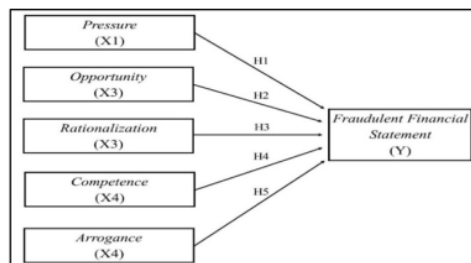 Pressure
(X1)
H1
Opportunity
(X3)
H2
Rationalization
(X3)
H3
Fraudulent Financial
Statement
(Y)
H4
Competence
(X4)
H5
Arrogance
(X4)